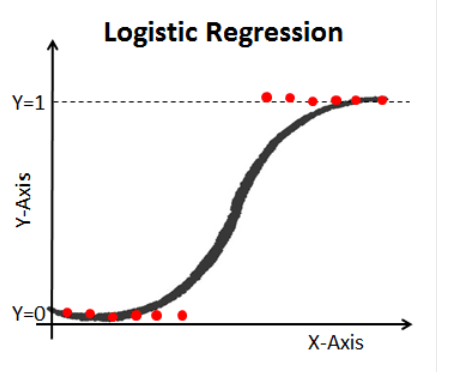 Logistic Regression
Y=1
Y-Axis
Y=0
X-Axis